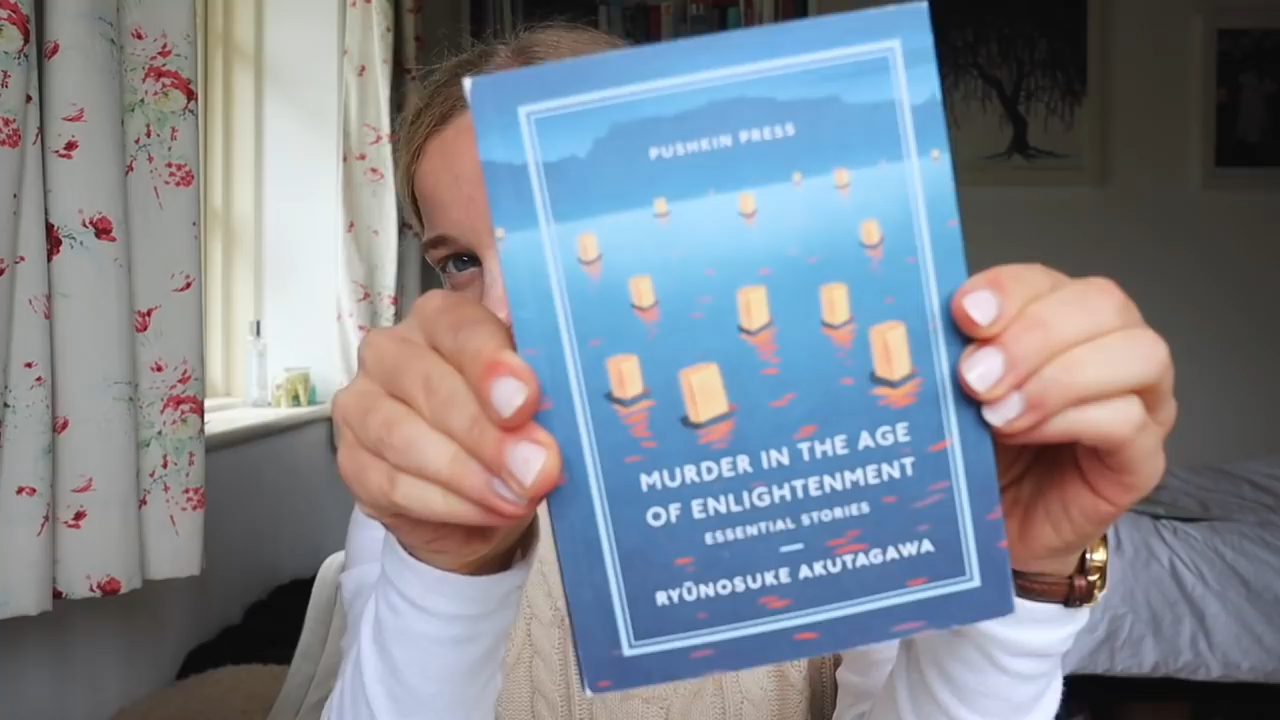 PUSHKIN PRESS
MURDER IN THE AGE
OF ENLIGHTENMENT
ESSENTIAL STORIES
RYŪNOSUKE AKUTAGAWA